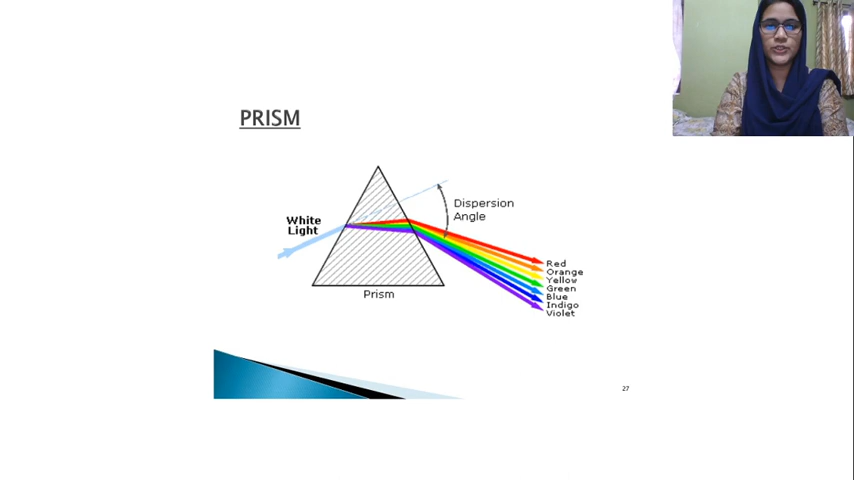 PRISM
White
Light
Dispersion
Angle
Prism
Red
Orange
Yellow
Green
Blue
Indigo
Violet
27